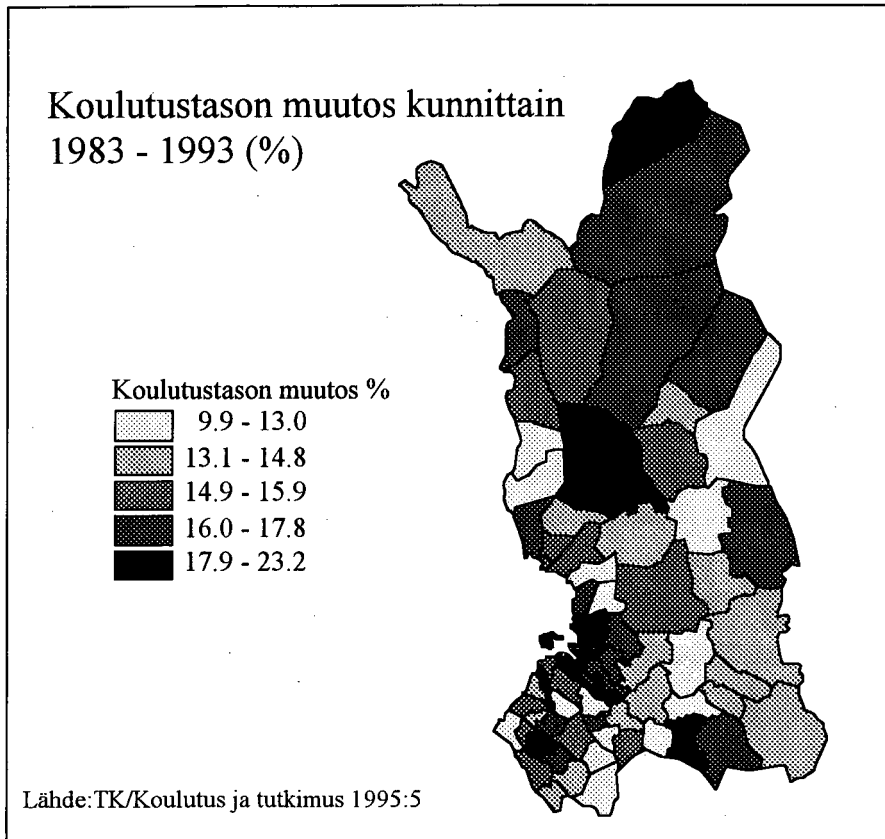 Koulutustason muutos kunnittain
1983 - 1993 (%)
Koulutustason muutos %
9.9 - 13.0
13.1 - 14.8
14.9 - 15.9
16.0 - 17.8
17.9 - 23.2
Lähde:TK/Koulutus ja tutkimus 1995:5